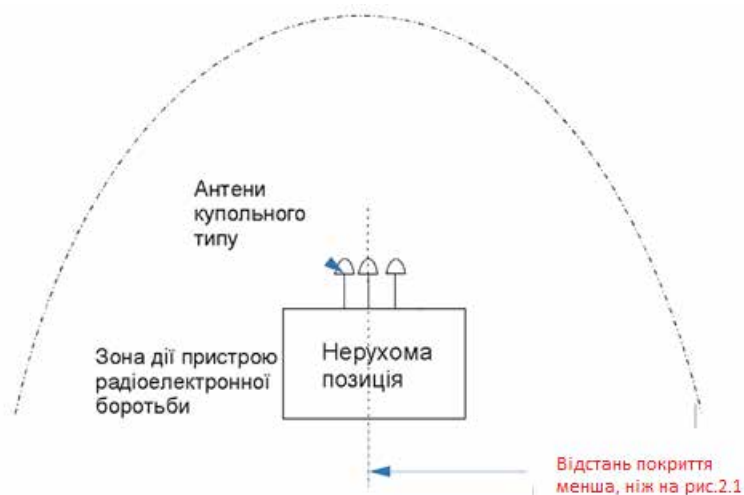 Антени
купольного
типу
Зона дії пристрою
радіоелектронної
боротьби
Нерухома
позиція
Відстань покриття
менша, ніж на рис.2.1